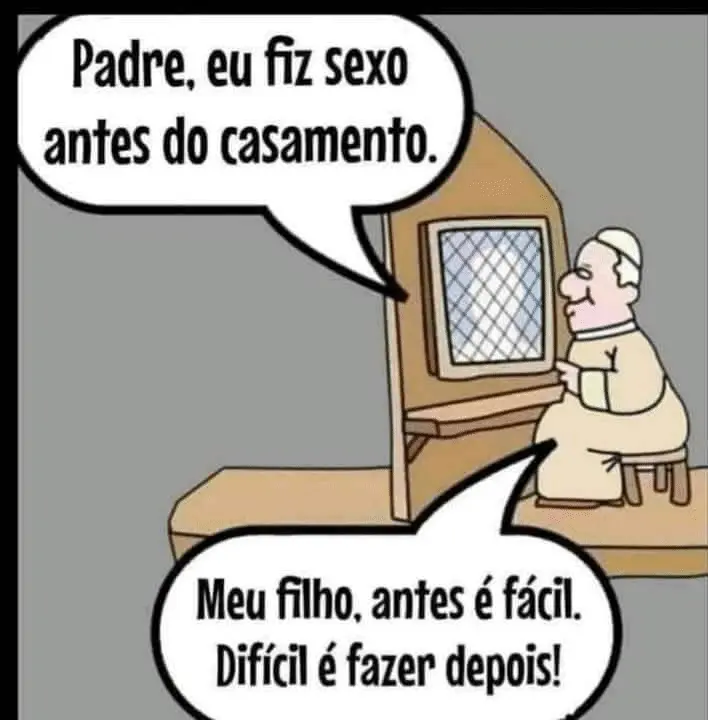 Padre, eu fiz sexo
antes do casamento.
Meu filho, antes é fácil.
Difícil é fazer depois!